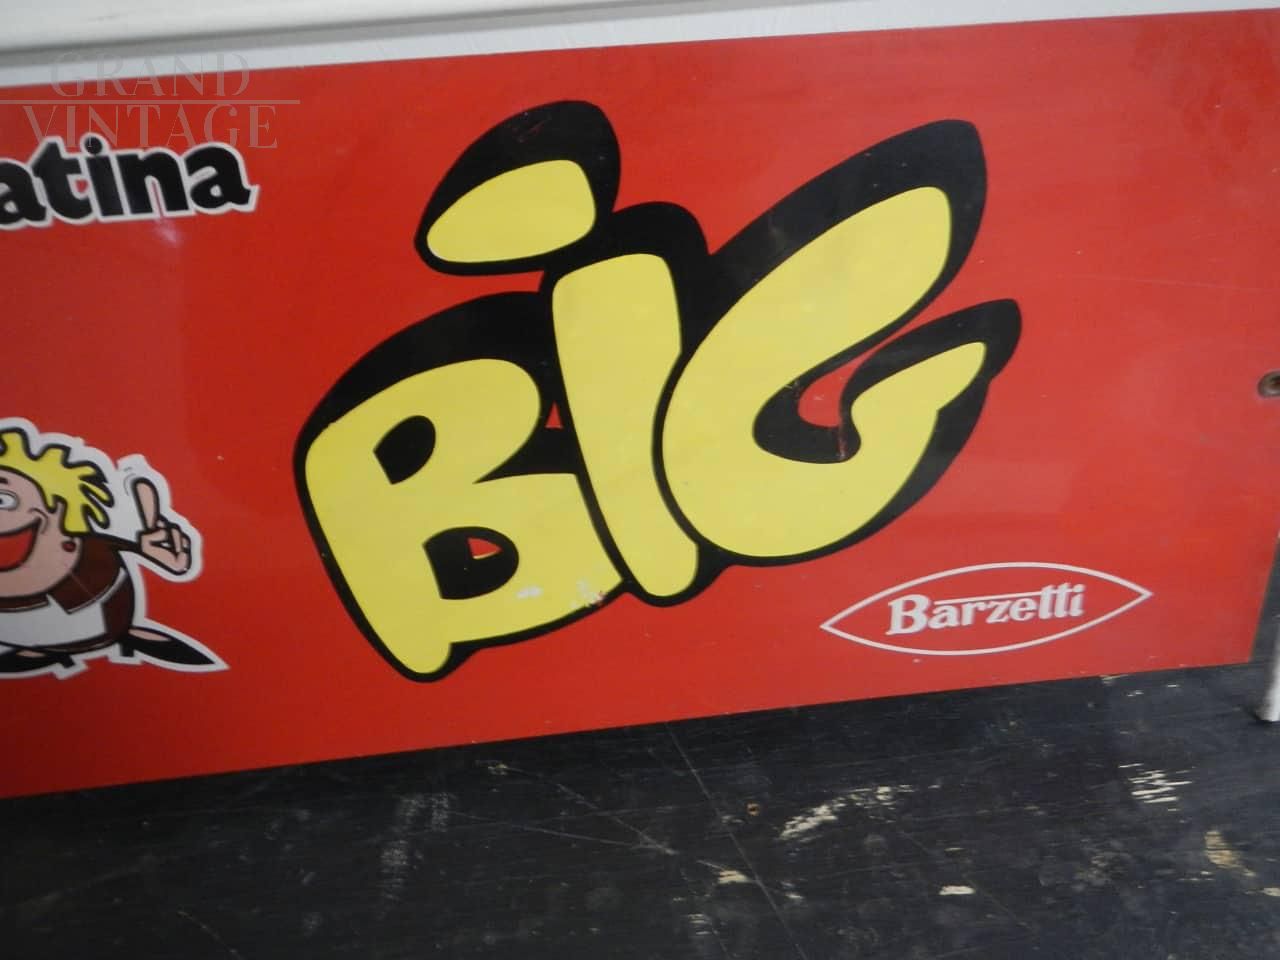 GRAND
VINTAGE
atina
BiG
Barzetti